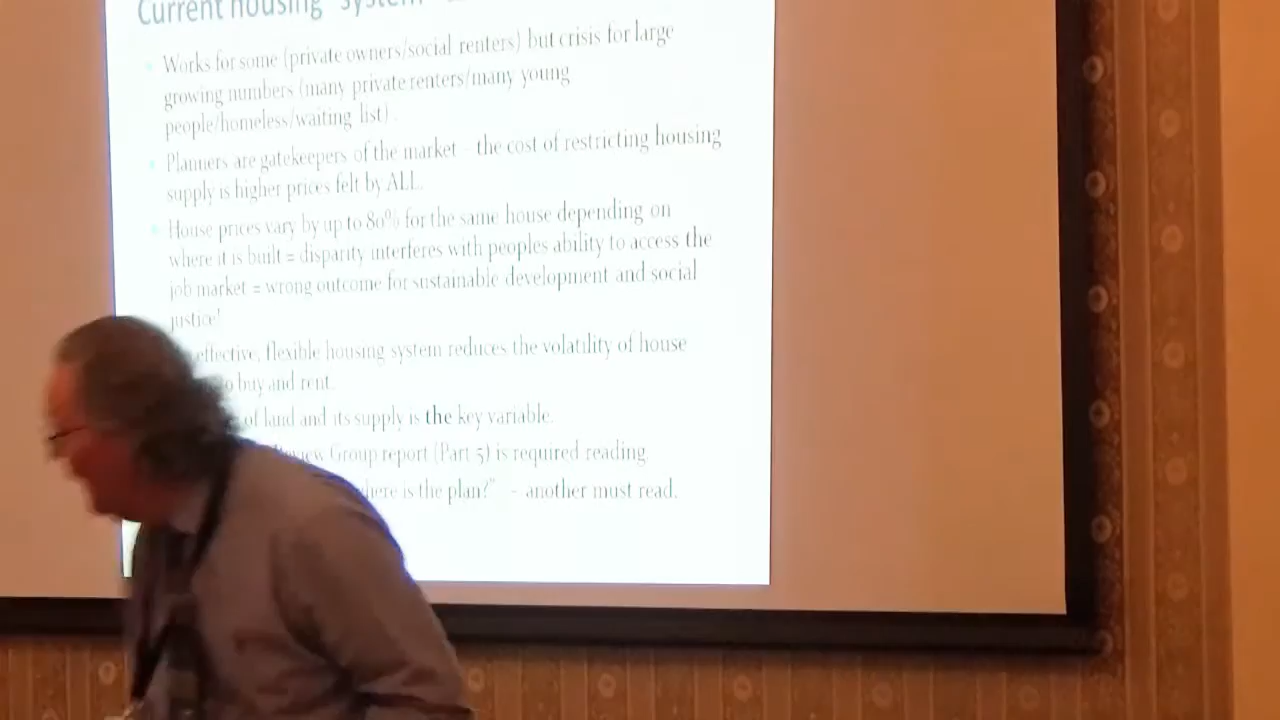 Current housing "system"
Works for some (private owners/social renters) but crisis for large
growing numbers (many private renters/many young
people/homeless/waiting list) .
Planners are gatekeepers of the market – the cost of restricting housing
supply is higher prices felt by ALL.
House prices vary by up to 80% for the same house depending on
where it is built = disparity interferes with peoples ability to access the
job market = wrong outcome for sustainable development and social
justice!
effective, flexible housing system reduces the volatility of house
to buy and rent.
of land and its supply is the key variable.
Group report (Part 5) is required reading.
is the plan?" – another must read.